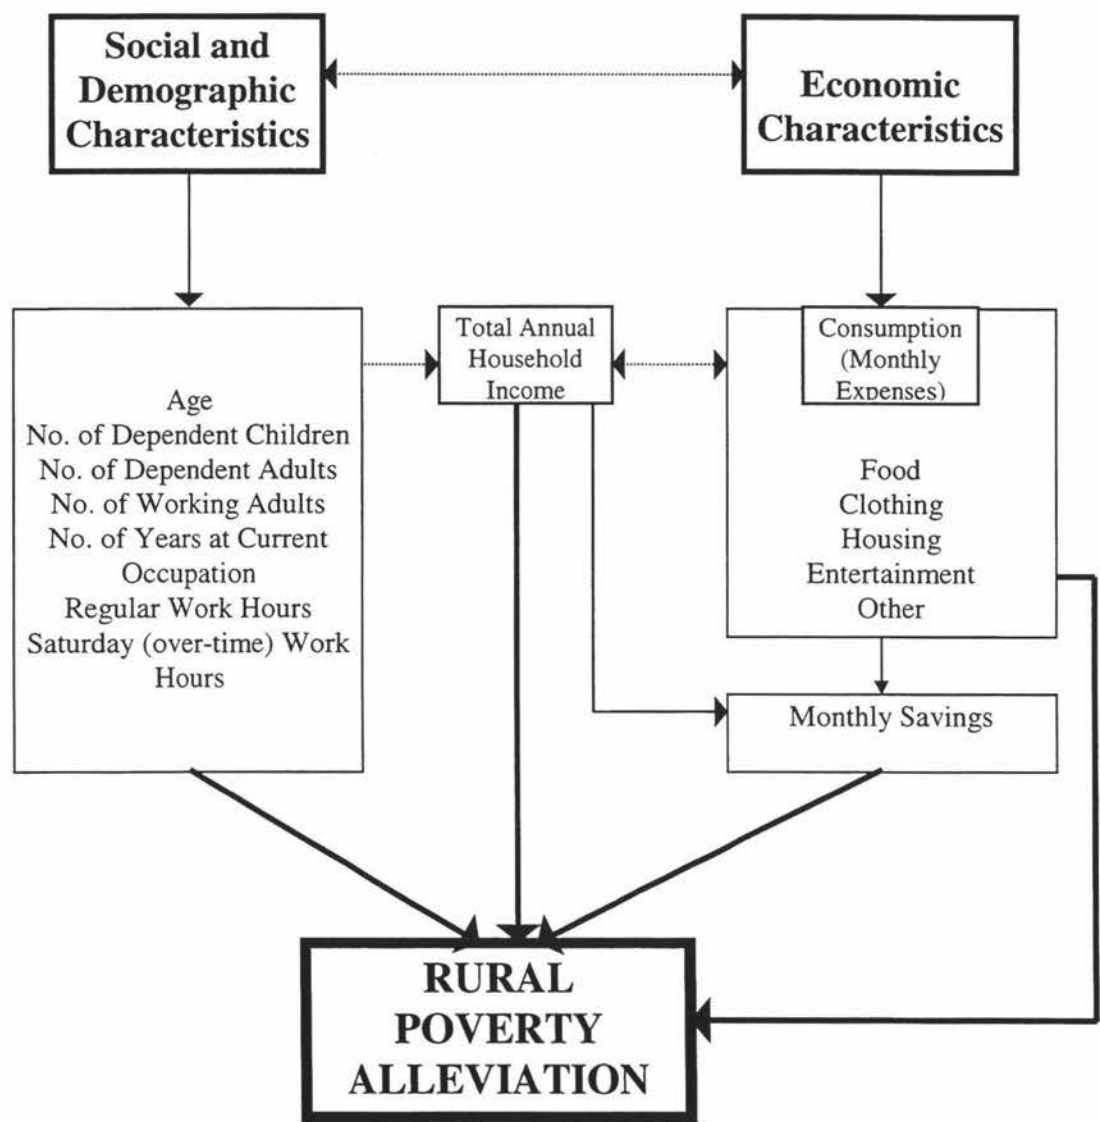 Social and
Demographic
Characteristics
Economic
Characteristics
Age
No. of Dependent Children
No. of Dependent Adults
No. of Working Adults
No. of Years at Current
Occupation
Regular Work Hours
Saturday (over-time) Work
Hours
Total Annual
Household
Income
Consumption
(Monthly
Expenses)
Food
Clothing
Housing
Entertainment
Other
Monthly Savings
RURAL
POVERTY
ALLEVIATION